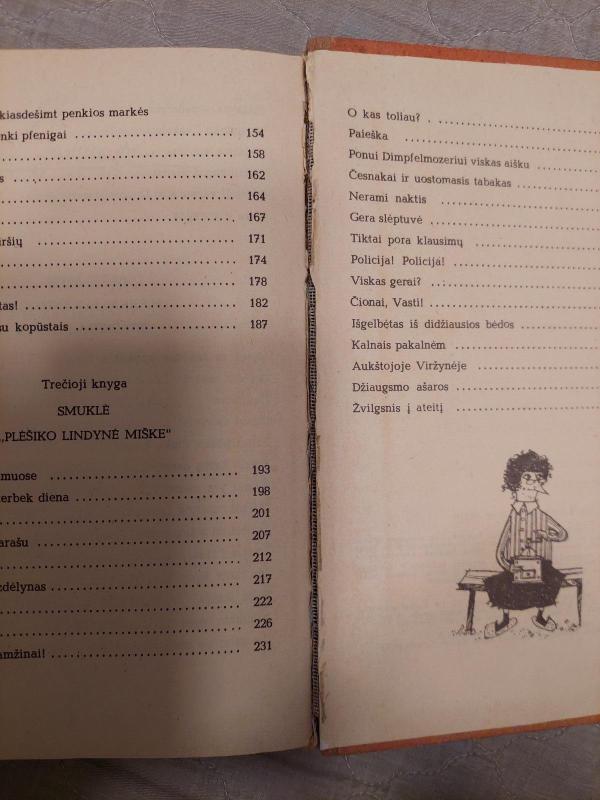 kiasdešimt penkios markės
nki pfenigai ........................ 154
........................ 158
s ........................ 162
........................ 164
........................ 167
iršių ........................ 171
........................ 174
........................ 178
tas! ........................ 182
su kopūstais ........................ 187
Trečioji knyga
SMUKLĖ
„PLĖŠIKO LINDYNĖ MIŠKE"
muose ........................ 193
erbek diena ........................ 198
........................ 201
arašu ........................ 207
........................ 212
zdėlynas ........................ 217
........................ 222
........................ 226
amžinai! ........................ 231
O kas toliau? ........................
Paieška ........................
Ponui Dimpfelmozeriui viskas aišku ........................
Česnakai ir uostomasis tabakas ........................
Nerami naktis ........................
Gera slėptuvė ........................
Tiktai pora klausimų ........................
Policija! Policija! ........................
Viskas gerai? ........................
Čionai, Vasti! ........................
Išgelbėtas iš didžiausios bėdos ........................
Kalnais pakalnėm ........................
Aukštojoje Viržynėje ........................
Džiaugsmo ašaros ........................
Žvilgsnis į ateitį ........................